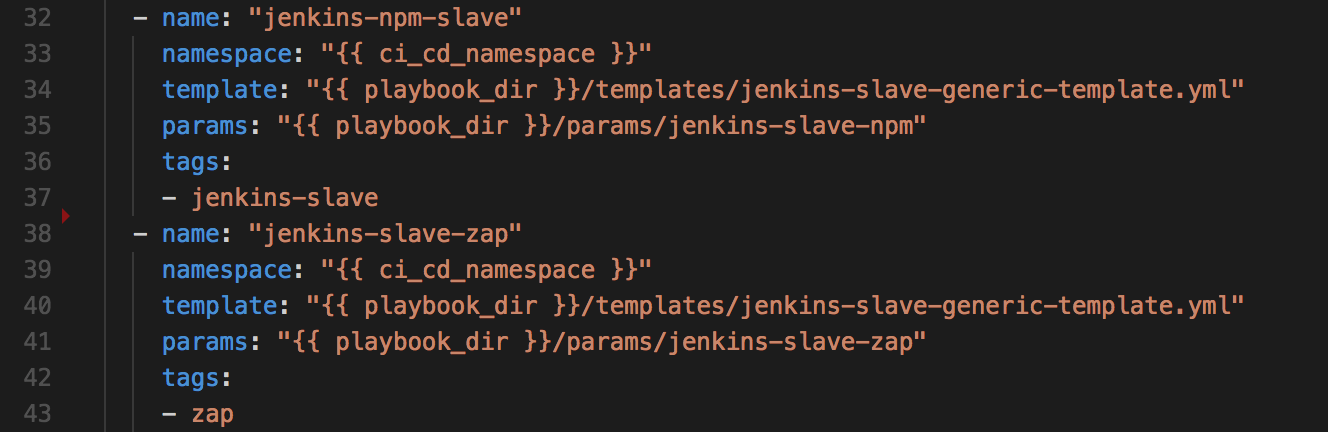 32 - name: "jenkins-npm-slave"
33 namespace: "{{ ci_cd_namespace }}"
34 template: "{{ playbook_dir }}/templates/jenkins-slave-generic-template.yml"
35 params: "{{ playbook_dir }}/params/jenkins-slave-npm"
36 tags:
37 - jenkins-slave
38 - name: "jenkins-slave-zap"
39 namespace: "{{ ci_cd_namespace }}"
40 template: "{{ playbook_dir }}/templates/jenkins-slave-generic-template.yml"
41 params: "{{ playbook_dir }}/params/jenkins-slave-zap"
42 tags:
43 - zap